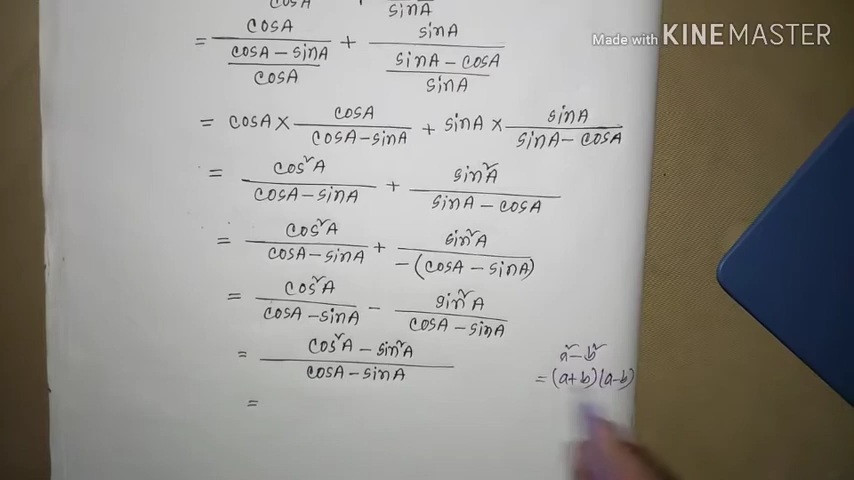 cosA + sinA
= cosA / (cosA - sinA / cosA) + sinA / (sinA - cosA / sinA)
Made with KINEMASTER
= cosA × cosA / (cosA - sinA) + sinA × sinA / (sinA - cosA)
= cos²A / (cosA - sinA) + sin²A / (sinA - cosA)
= cos²A / (cosA - sinA) + sin²A / -(cosA - sinA)
= cos²A / (cosA - sinA) - sin²A / (cosA - sinA)
= cos²A - sin²A / (cosA - sinA)
a² - b²
= (a+b)(a-b)
=